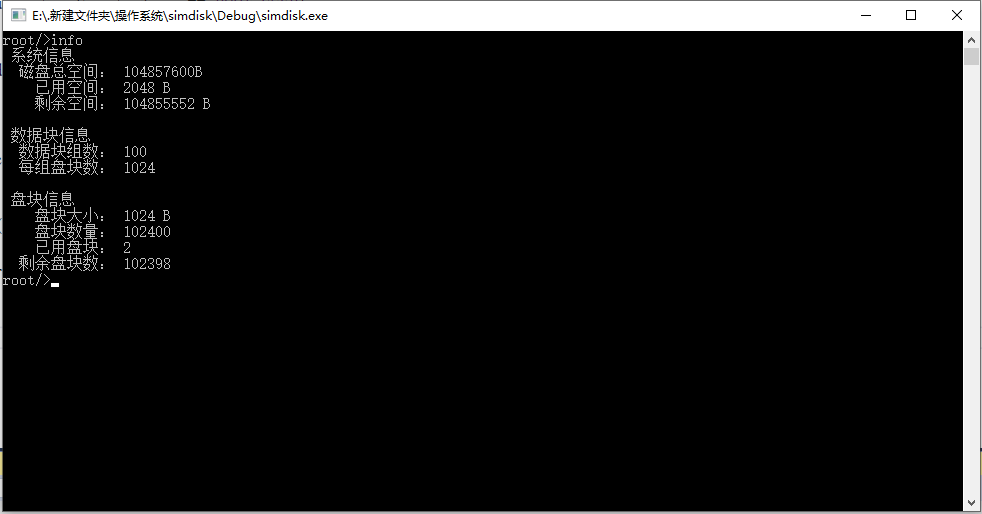 E:\.新建文件夹\操作系统\simdisk\Debug\simdisk.exe
root/>info
系统信息
磁盘总空间： 104857600B
已用空间： 2048 B
剩余空间： 104855552 B
数据块信息
数据块组数： 100
每组盘块数： 1024
盘块信息
盘块大小： 1024 B
盘块数量： 102400
已用盘块： 2
剩余盘块数： 102398
root/>